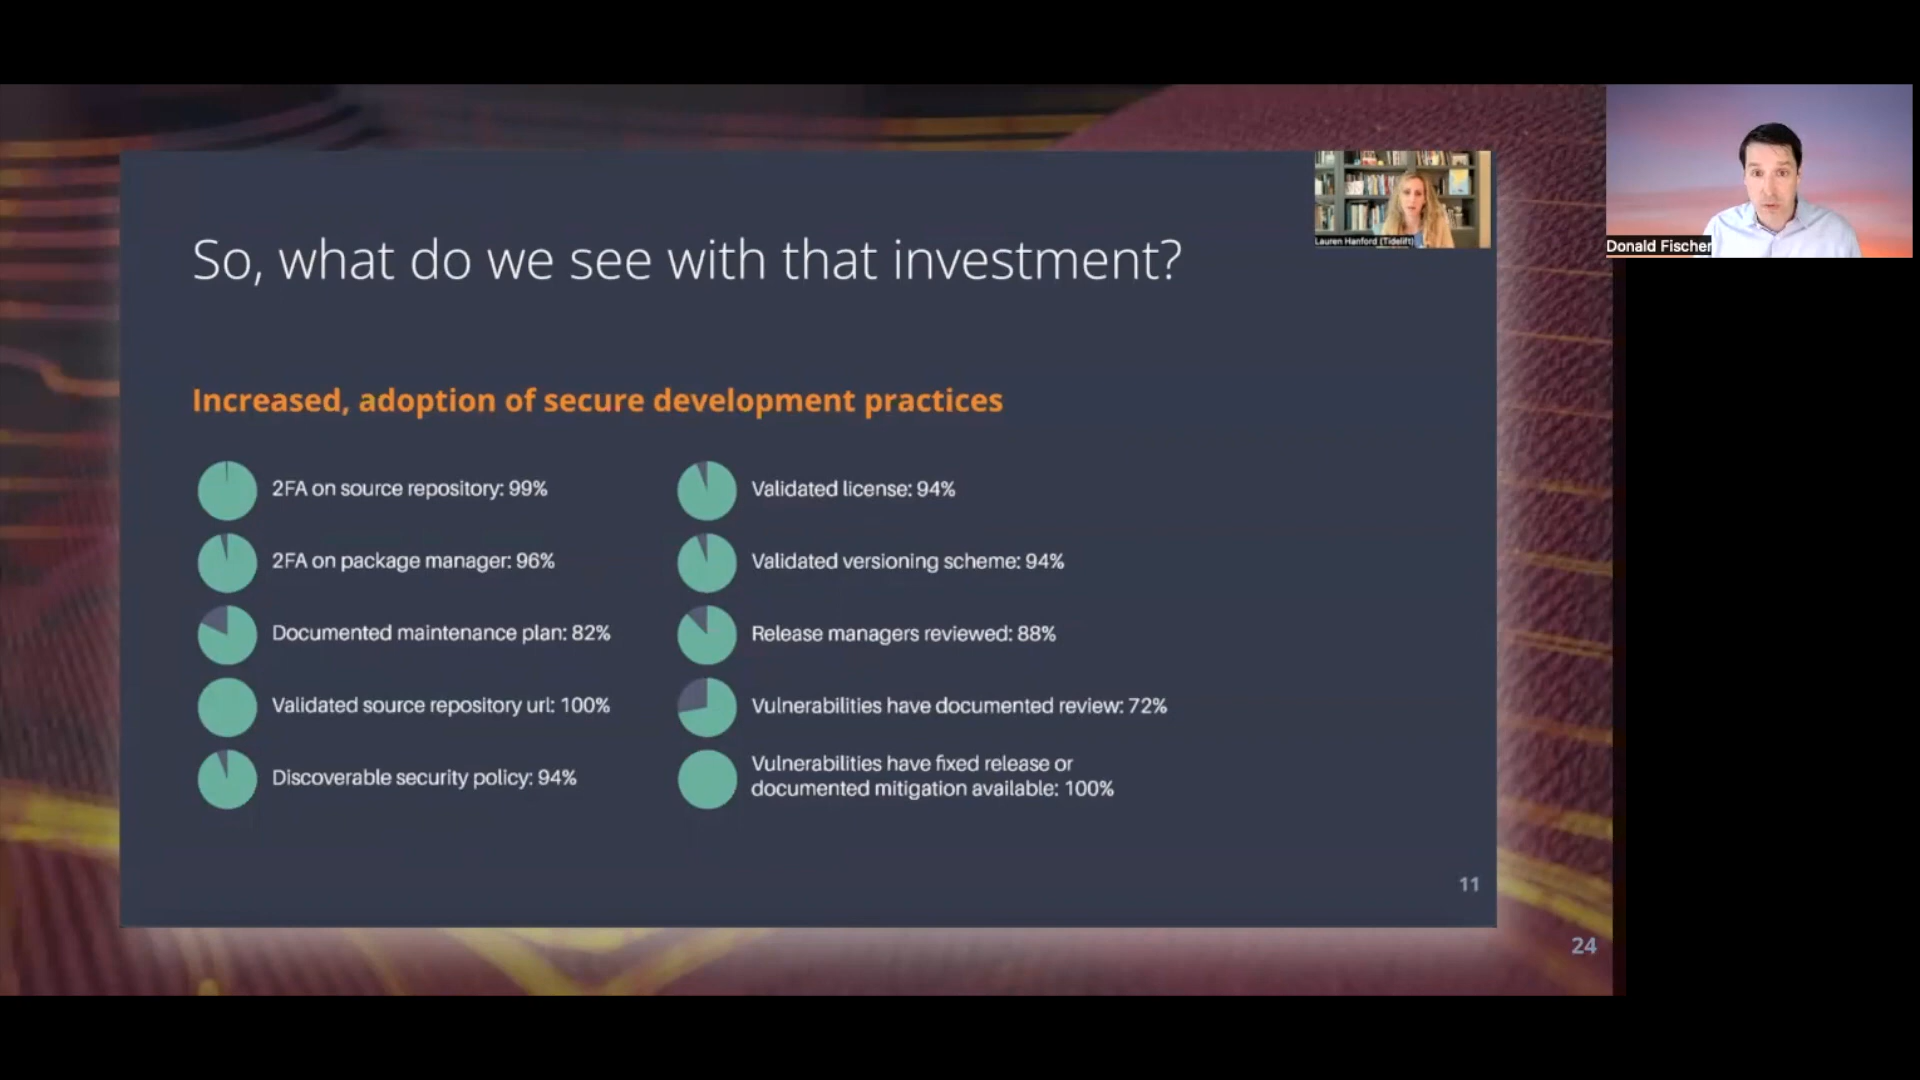 So, what do we see with that investment?
Lauren Hanford (Tidelift)
Donald Fischer
Increased, adoption of secure development practices
2FA on source repository: 99%
2FA on package manager: 96%
Documented maintenance plan: 82%
Validated source repository url: 100%
Discoverable security policy: 94%
Validated license: 94%
Validated versioning scheme: 94%
Release managers reviewed: 88%
Vulnerabilities have documented review: 72%
Vulnerabilities have fixed release or
documented mitigation available: 100%
11
24